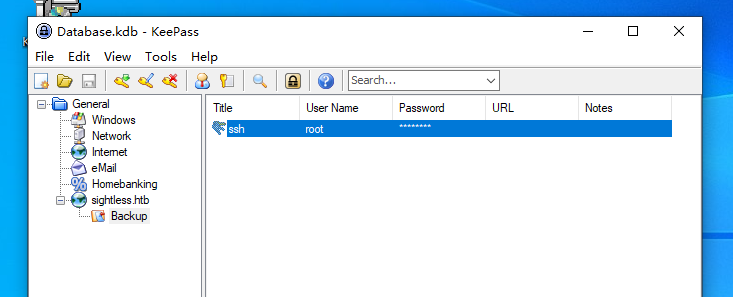 Database.kdb - KeePass
File Edit View Tools Help
Search...
General
Windows
Network
Internet
eMail
Homebanking
sightless.htb
Backup
Title User Name Password URL Notes
ssh root ********